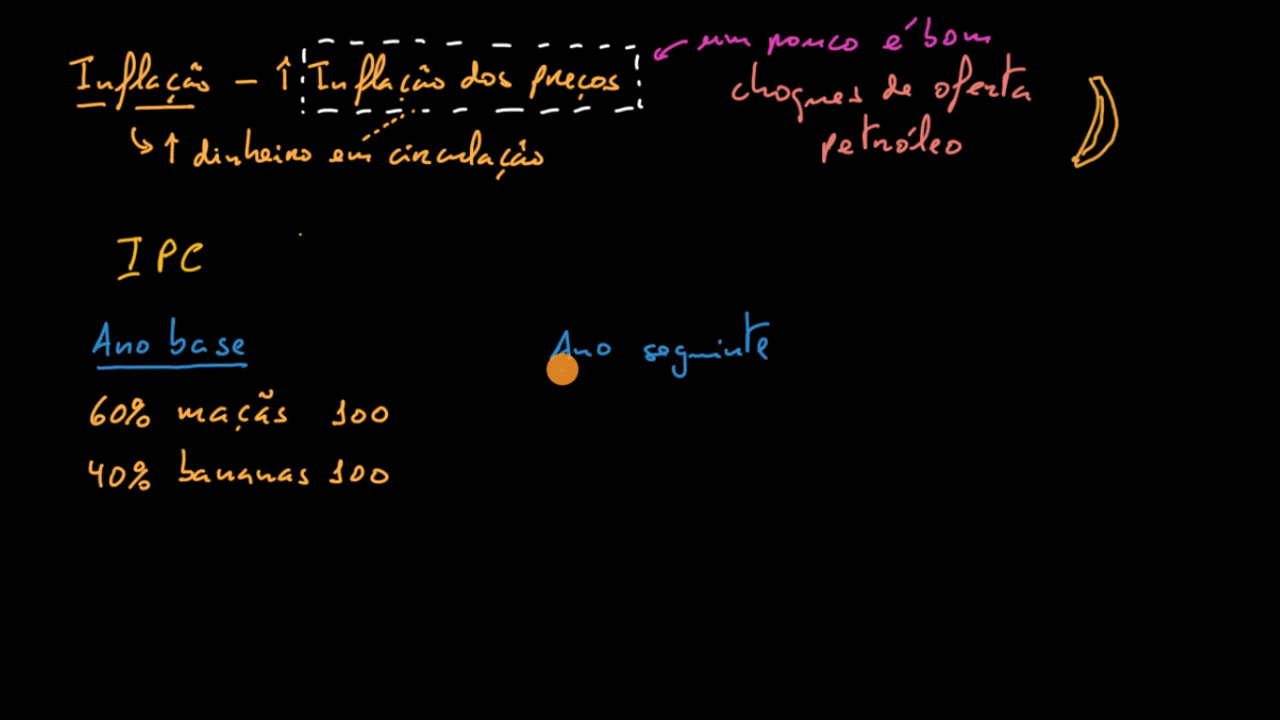 Inflação - ↑ Inflação dos preços
um pouco é bom
↳ ↑ dinheiro em circulação
choques de oferta
petróleo
IPC
Ano base
Ano seguinte
60% maçãs 100
40% bananas 100